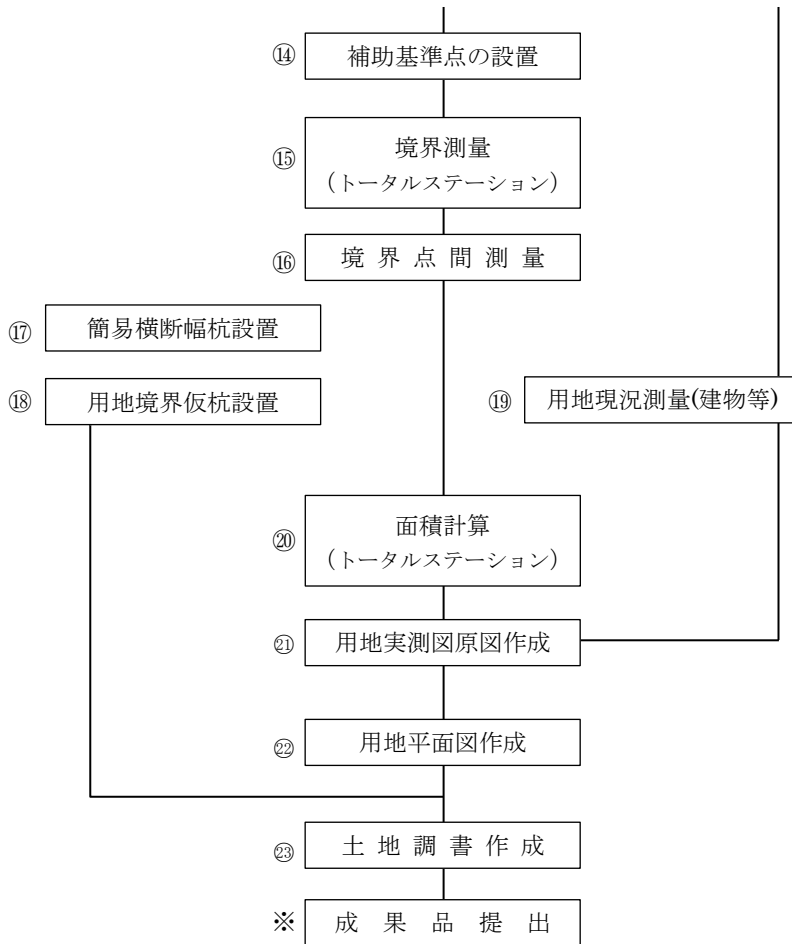 ⑭ 補助基準点の設置
⑮ 境界測量
（トータルステーション）
⑯ 境界点間測量
⑰ 簡易横断幅杭設置
⑱ 用地境界仮杭設置
⑲ 用地現況測量(建物等)
⑳ 面積計算
（トータルステーション）
㉑ 用地実測図原図作成
㉒ 用地平面図作成
㉓ 土地調書作成
※ 成果品提出